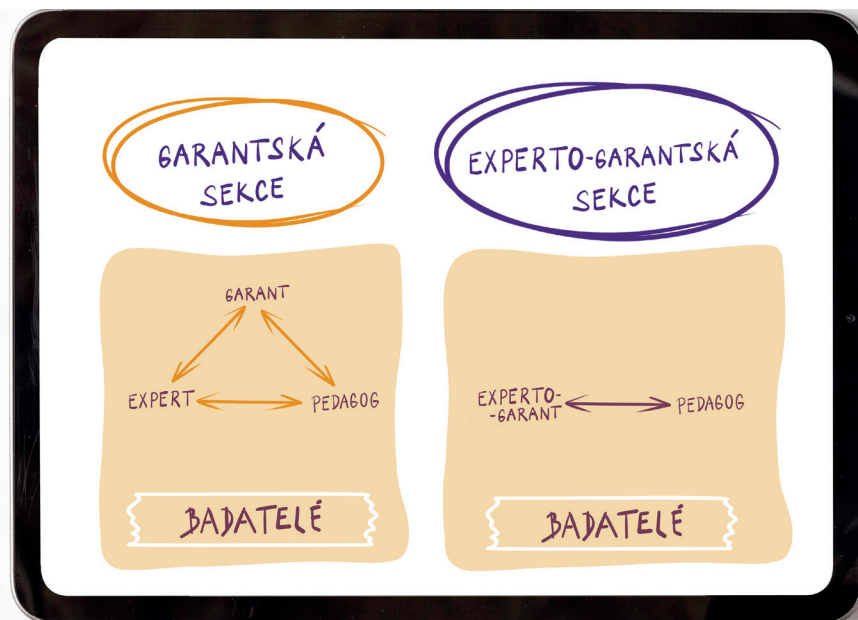 GARANTSKÁ
SEKCE
GARANT
EXPERT
PEDAGOG
BADATELÉ
EXPERTO-GARANTSKÁ
SEKCE
EXPERTO-
-GARANT
PEDAGOG
BADATELÉ